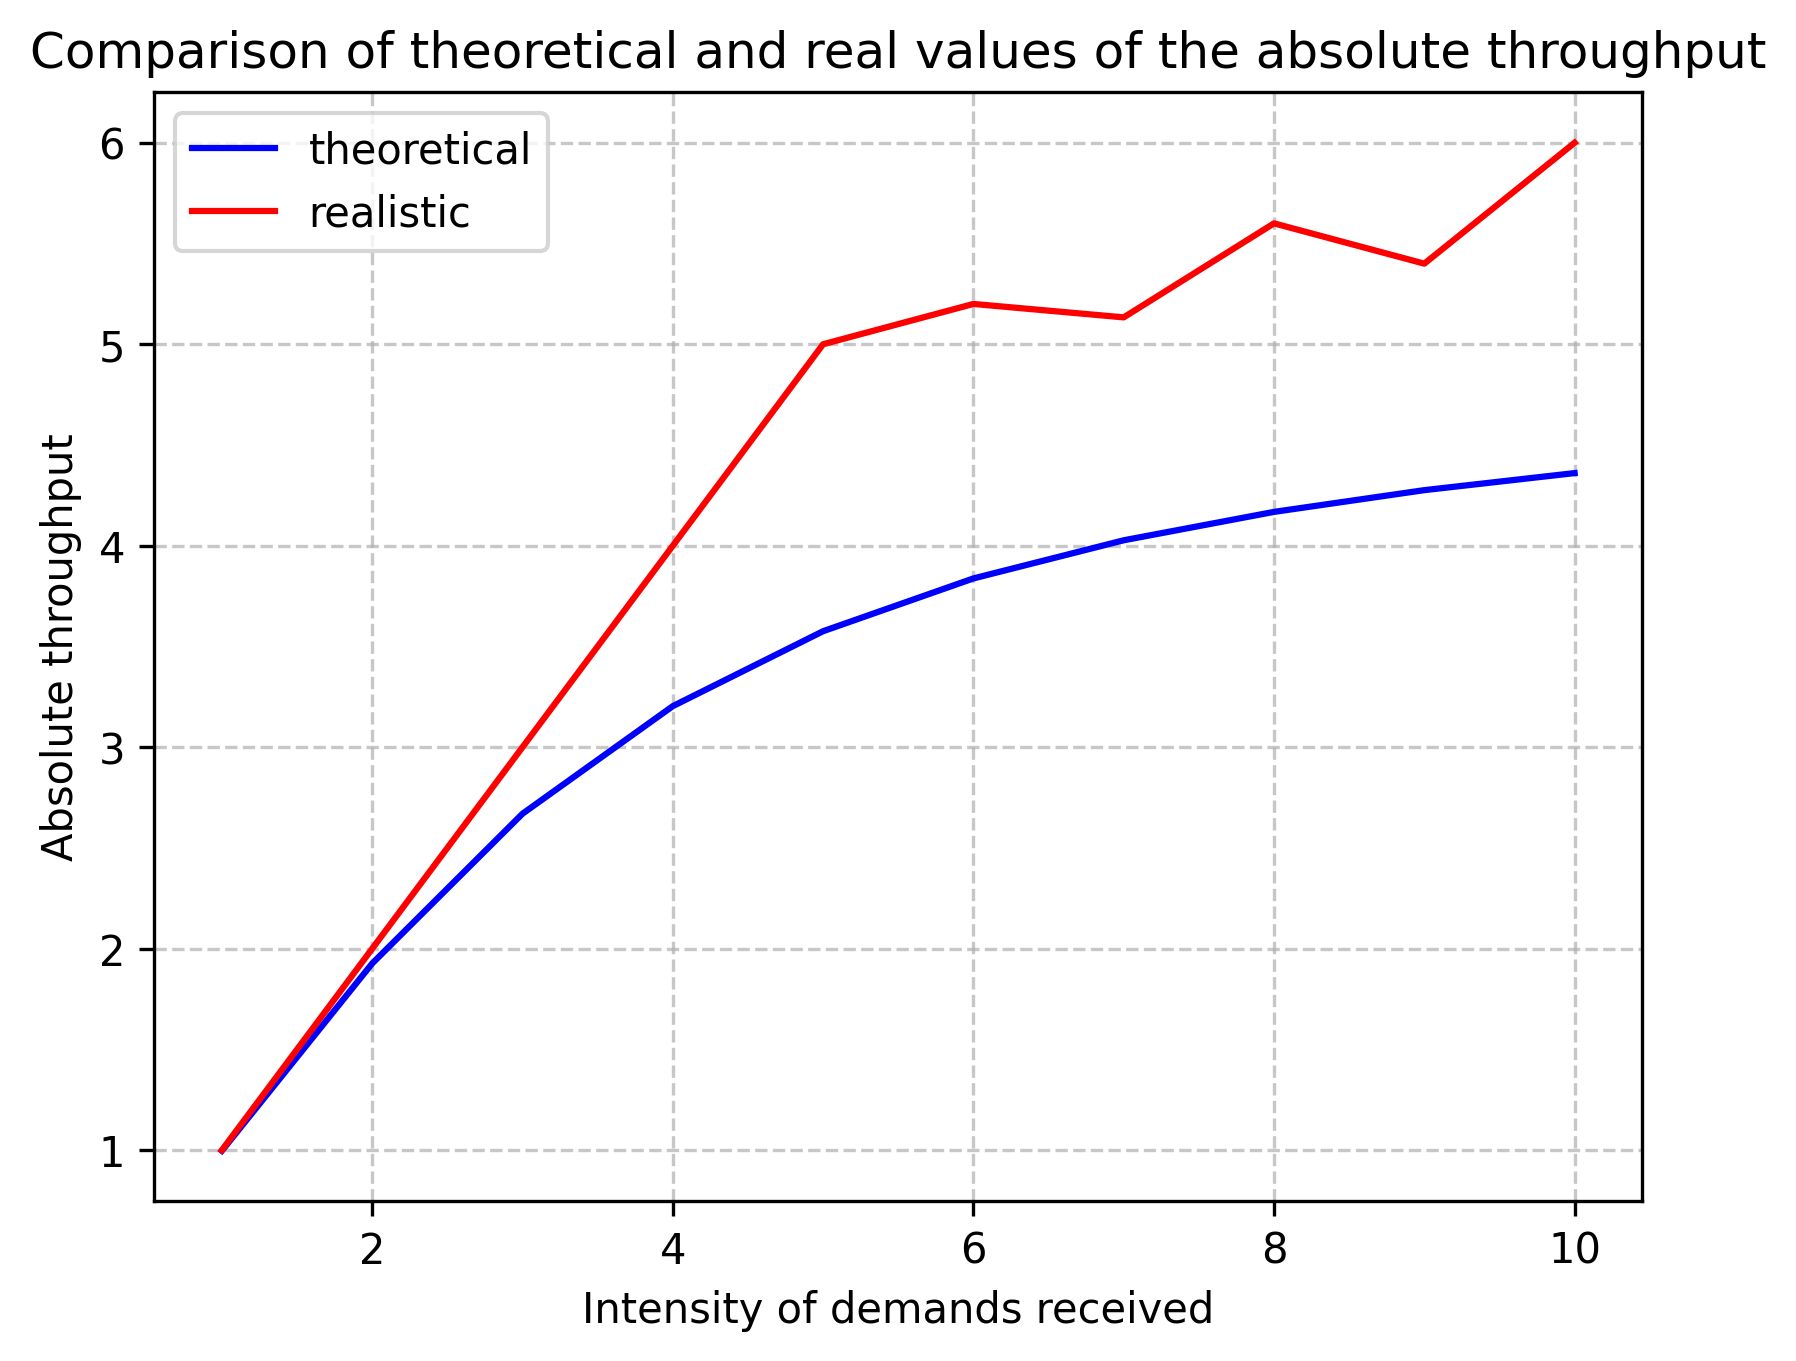 Comparison of theoretical and real values of the absolute throughput
theoretical
realistic
Absolute throughput
6
5
4
3
2
1
2 4 6 8 10
Intensity of demands received